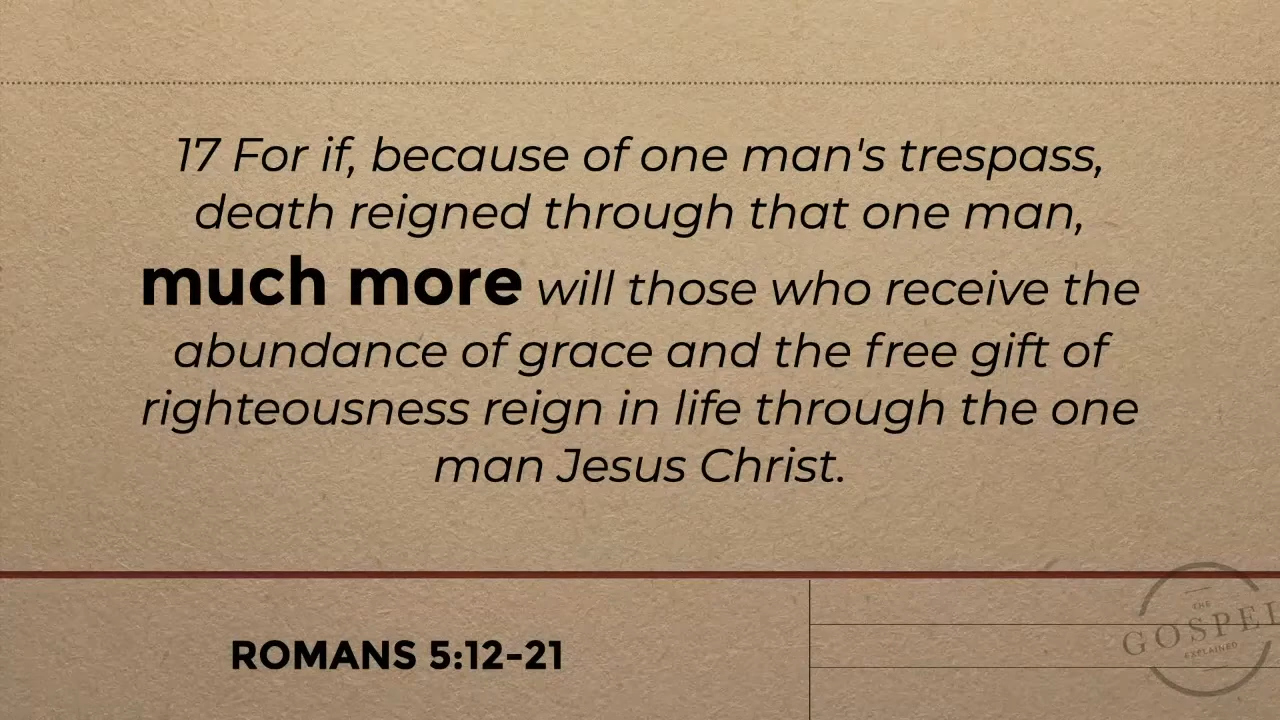 17 For if, because of one man's trespass,
death reigned through that one man,
much more will those who receive the
abundance of grace and the free gift of
righteousness reign in life through the one
man Jesus Christ.
ROMANS 5:12-21
THE
GOSPEL
EXPLAINED